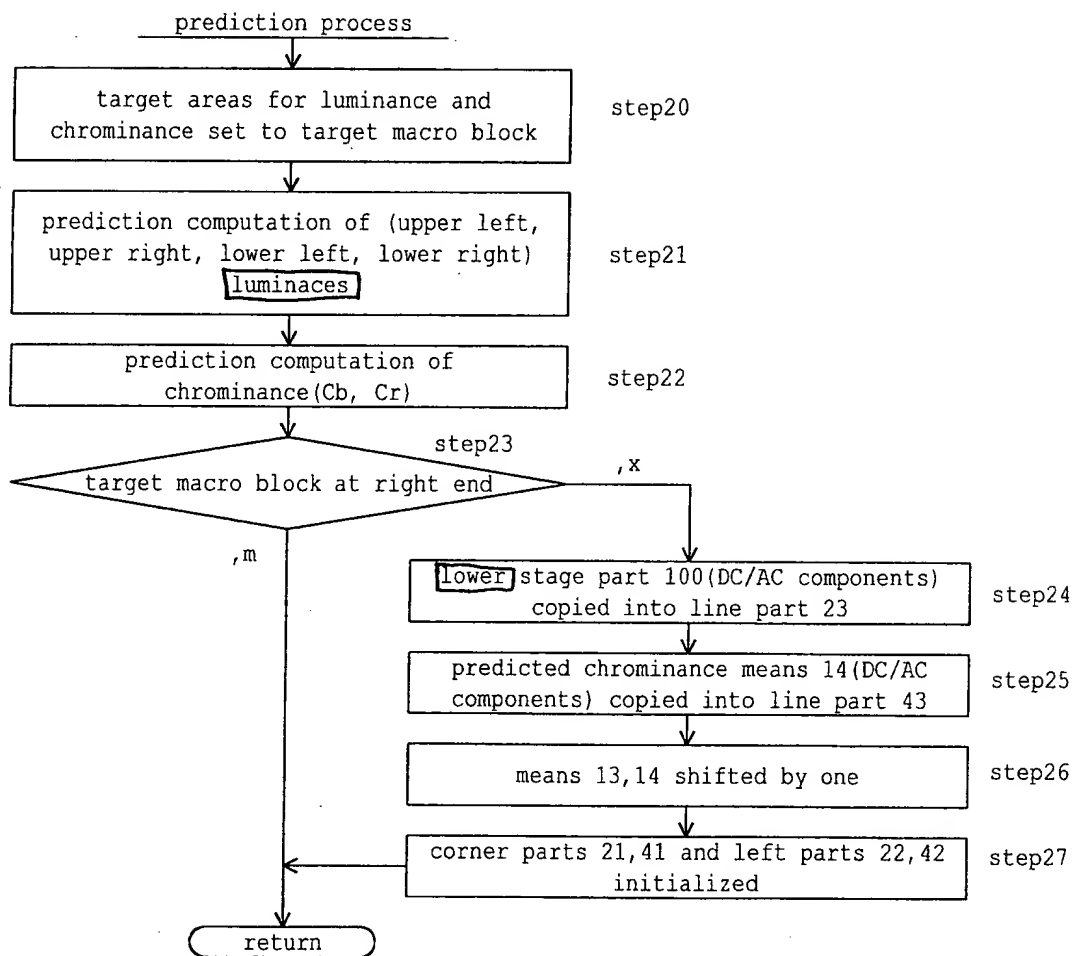 prediction process
target areas for luminance and
chrominance set to target macro block
step20
prediction computation of (upper left,
upper right, lower left, lower right)
luminaces
step21
prediction computation of
chrominance(Cb, Cr)
step22
step23
target macro block at right end
,x
,m
lower stage part 100(DC/AC components)
copied into line part 23
step24
predicted chrominance means 14(DC/AC
components) copied into line part 43
step25
means 13,14 shifted by one
step26
corner parts 21,41 and left parts 22,42
initialized
step27
return